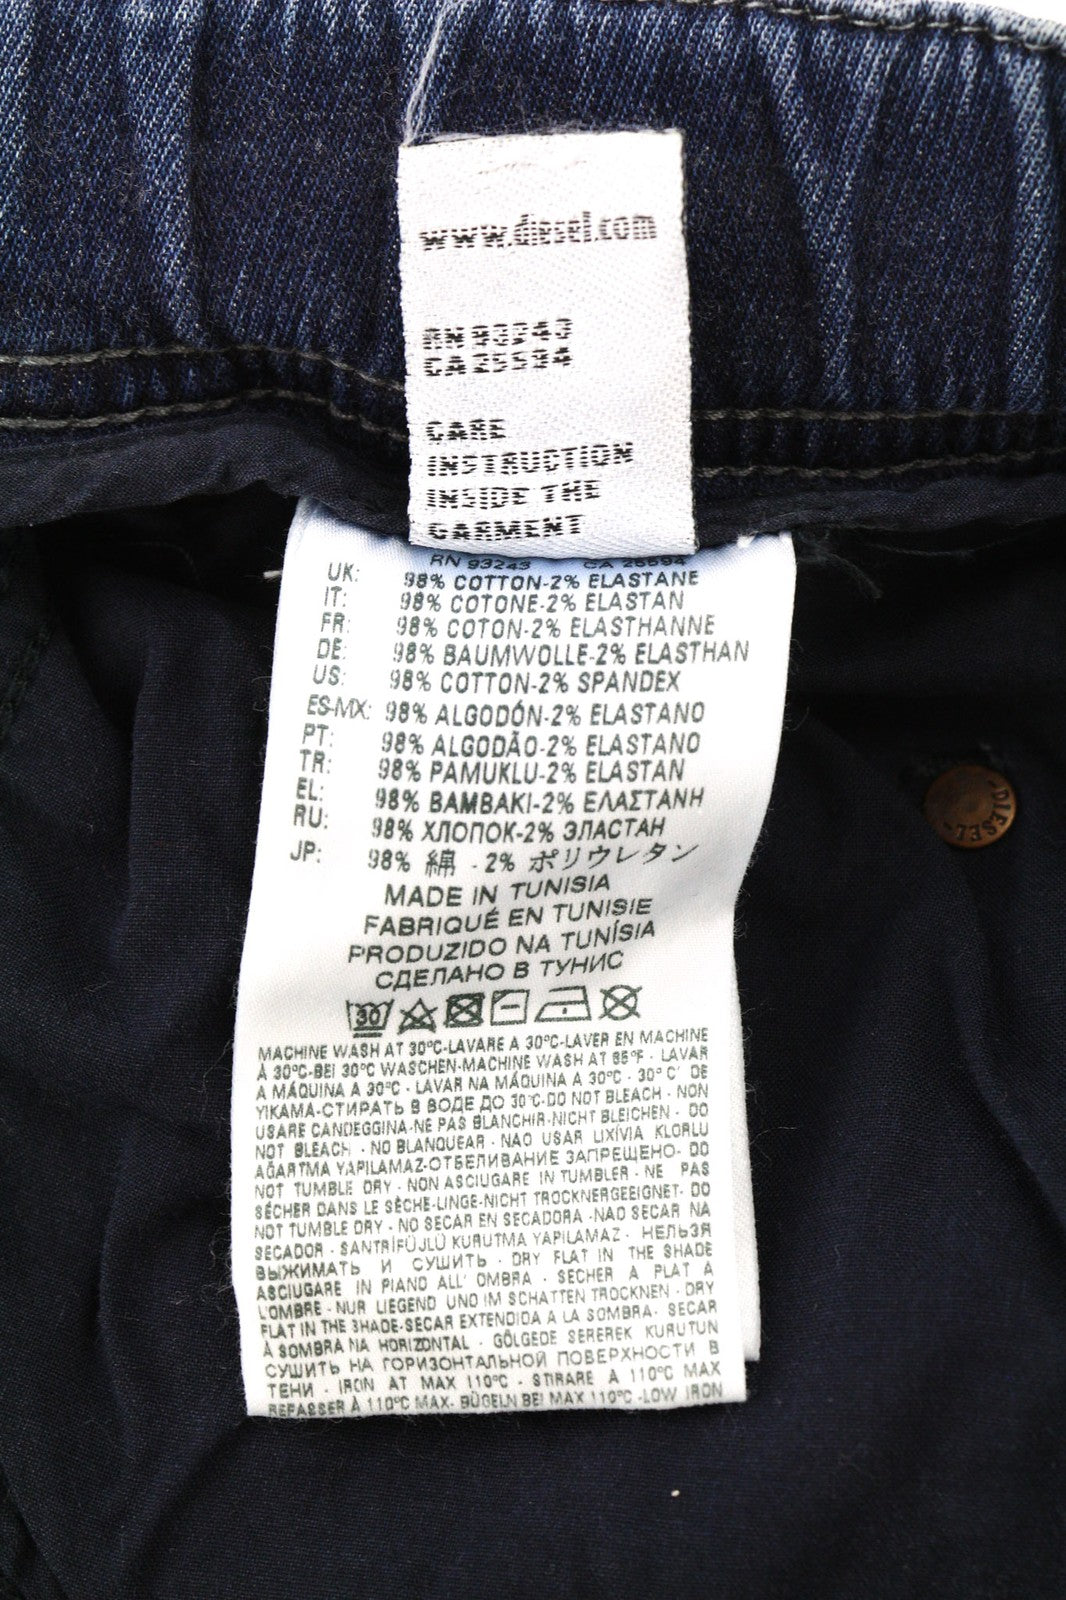 www.diesel.com
RN 93243
CA 25594
CARE
INSTRUCTION
INSIDE THE
GARMENT
RN 93243 CA 25594
UK: 98% COTTON-2% ELASTANE
IT: 98% COTONE-2% ELASTAN
FR: 98% COTON-2% ELASTHANNE
DE: 98% BAUMWOLLE-2% ELASTHAN
US: 98% COTTON-2% SPANDEX
ES-MX: 98% ALGODÓN-2% ELASTANO
PT: 98% ALGODÃO-2% ELASTANO
TR: 98% PAMUKLU-2% ELASTAN
EL: 98% ΒΑΜΒΑΚΙ-2% ΕΛΑΣΤΑΝΗ
RU: 98% ХЛОПОК-2% ЭЛАСТАН
JP: 98% 綿 - 2% ポリウレタン
MADE IN TUNISIA
FABRIQUÉ EN TUNISIE
PRODUZIDO NA TUNÍSIA
СДЕЛАНО В ТУНИС
30
MACHINE WASH AT 30°C-LAVARE A 30°C-LAVER EN MACHINE
À 30°C-BEI 30°C WASCHEN-MACHINE WASH AT 85°F - LAVAR
A MÁQUINA A 30°C - LAVAR NA MÁQUINA A 30°C - 30° C' DE
YIKAMA-СТИРАТЬ В ВОДЕ ДО 30°C-DO NOT BLEACH - NON
USARE CANDEGGINA-NE PAS BLANCHIR-NICHT BLEICHEN - DO
NOT BLEACH - NO BLANQUEAR - NAO USAR LIXÍVIA KLORLU
AĞARTMA YAPILAMAZ-ОТБЕЛИВАНИЕ ЗАПРЕЩЕНО- DO
NOT TUMBLE DRY - NON ASCIUGARE IN TUMBLER - NE PAS
SÉCHER DANS LE SÈCHE-LINGE-NICHT TROCKNERGEEIGNET- DO
NOT TUMBLE DRY - NO SECAR EN SECADORA -NAO SECAR NA
SECADOR - SANTRİFÜJLÜ KURUTMA YAPILAMAZ - НЕЛЬЗЯ
ВЫЖИМАТЬ И СУШИТЬ - DRY FLAT IN THE SHADE
ASCIUGARE IN PIANO ALL' OMBRA - SECHER A PLAT À
L'OMBRE - NUR LIEGEND UND IM SCHATTEN TROCKNEN - DRY
FLAT IN THE SHADE-SECAR EXTENDIDA A LA SOMBRA- SECAR
À SOMBRA NA HORIZONTAL - GÖLGEDE SEREREK KURUTUN
СУШИТЬ НА ГОРИЗОНТАЛЬНОЙ ПОВЕРХНОСТИ В
ТЕНИ - IRON AT MAX 110°C - STIRARE A 110°C MAX
REPASSER À 110°C MAX- BÜGELN BEI MAX 110°C -LOW IRON
DIESEL